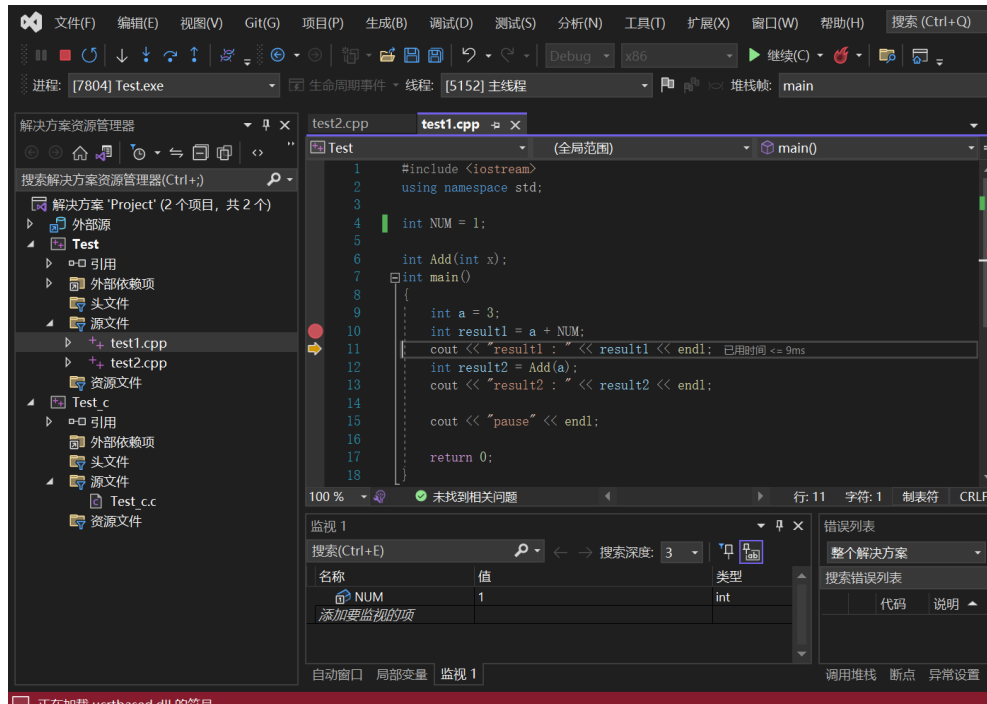 文件(F) 编辑(E) 视图(V) Git(G) 项目(P) 生成(B) 调试(D) 测试(S) 分析(N) 工具(T) 扩展(X) 窗口(W) 帮助(H) 搜索 (Ctrl+Q)
Debug x86 继续(C)
进程: [7804] Test.exe 生命周期事件 线程: [5152] 主线程 堆栈帧: main
解决方案资源管理器
搜索解决方案资源管理器(Ctrl+;)
解决方案 'Project' (2 个项目，共 2 个)
外部源
Test
引用
外部依赖项
头文件
源文件
test1.cpp
test2.cpp
资源文件
Test_c
引用
外部依赖项
头文件
源文件
Test_c.c
资源文件
test2.cpp test1.cpp
Test (全局范围) main()
1 #include <iostream>
2 using namespace std;
3
4 int NUM = 1;
5
6 int Add(int x);
7 int main()
8 {
9 int a = 3;
10 int result1 = a + NUM;
11 cout << "result1 : " << result1 << endl; 已用时间 <= 9ms
12 int result2 = Add(a);
13 cout << "result2 : " << result2 << endl;
14
15 cout << "pause" << endl;
16
17 return 0;
18 }
100 % 未找到相关问题 行: 11 字符: 1 制表符 CRLF
监视 1
搜索(Ctrl+E) 搜索深度: 3
名称 值 类型
NUM 1 int
添加要监视的项
自动窗口 局部变量 监视 1
错误列表
整个解决方案
搜索错误列表
代码 说明
调用堆栈 断点 异常设置
正在加载 ucrtbased.dll 的符号